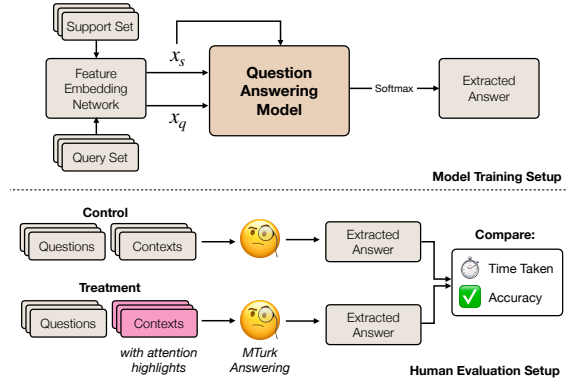 Support Set
Feature
Embedding
Network
Query Set
x_s
x_q
Question
Answering
Model
Softmax
Extracted
Answer
Model Training Setup
Control
Questions
Contexts
Extracted
Answer
Treatment
Questions
Contexts
with attention
highlights
MTurk
Answering
Extracted
Answer
Compare:
Time Taken
Accuracy
Human Evaluation Setup